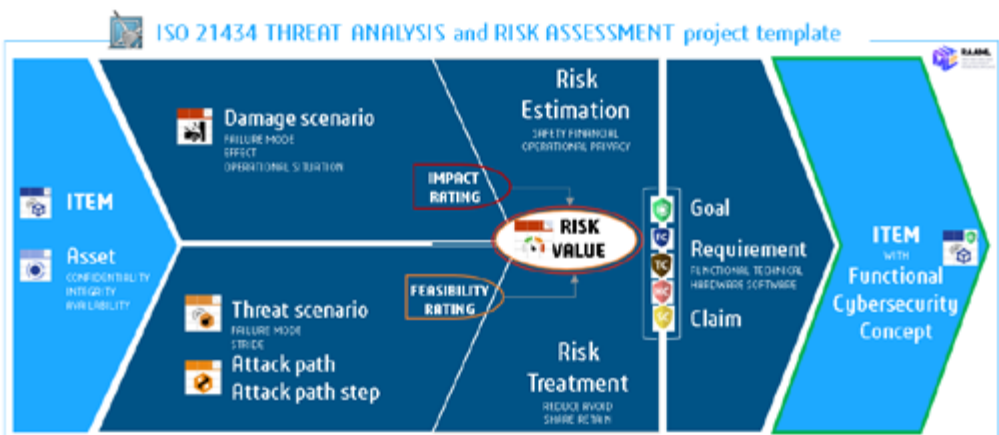 ISO 21434 THREAT ANALYSIS and RISK ASSESSMENT project template
ITEM
Asset
CONFIDENTIALITY
INTEGRITY
AVAILABILITY
Damage scenario
FAILURE MODE
EFFECT
OPERATIONAL SITUATION
Threat scenario
FAILURE MODE
STRIDE
Attack path
Attack path step
IMPACT
RATING
FEASIBILITY
RATING
Risk
Estimation
SAFETY FINANCIAL
OPERATIONAL PRIVACY
RISK
VALUE
Risk
Treatment
REDUCE AVOID
SHARE RETAIN
FC
TC
Goal
Requirement
FUNCTIONAL TECHNICAL
HARDWARE SOFTWARE
Claim
ITEM
WITH
Functional
Cybersecurity
Concept
RAAML